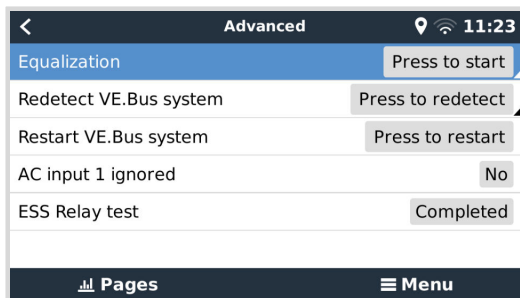 Advanced 11:23
Equalization Press to start
Redetect VE.Bus system Press to redetect
Restart VE.Bus system Press to restart
AC input 1 ignored No
ESS Relay test Completed
Pages Menu